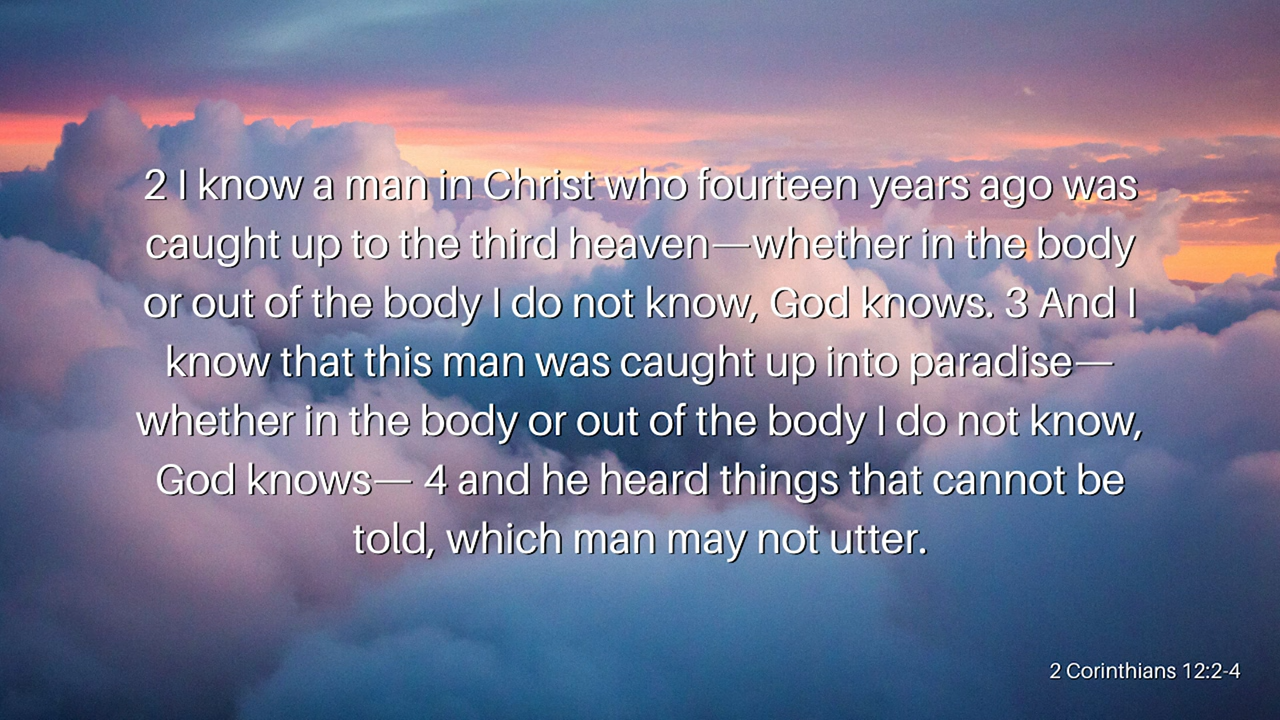 2 I know a man in Christ who fourteen years ago was
caught up to the third heaven—whether in the body
or out of the body I do not know, God knows. 3 And I
know that this man was caught up into paradise—
whether in the body or out of the body I do not know,
God knows— 4 and he heard things that cannot be
told, which man may not utter.
2 Corinthians 12:2-4